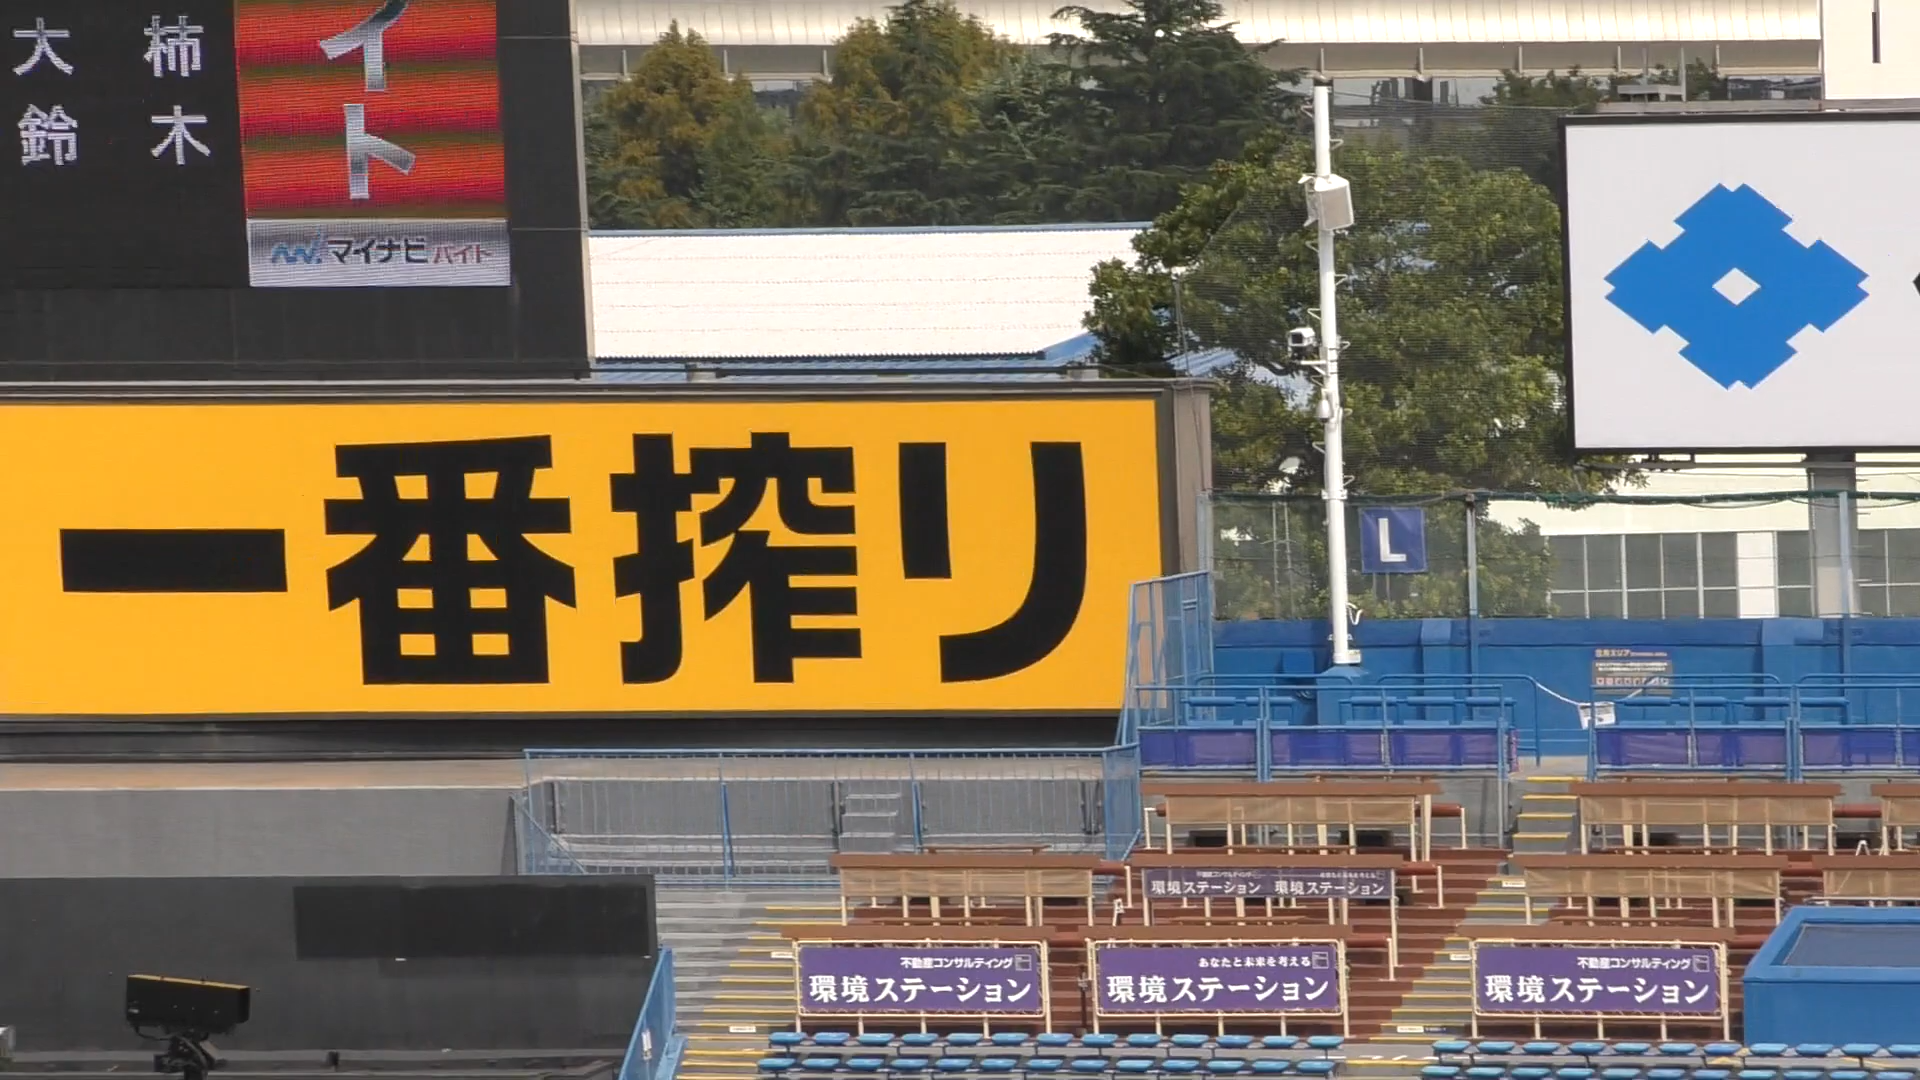 大 柿
鈴 木
イト
マイナビバイト
一番搾り
L
環境ステーション 環境ステーション
不動産コンサルティング
環境ステーション
あなたと未来を考える
環境ステーション
不動産コンサルティング
環境ステーション